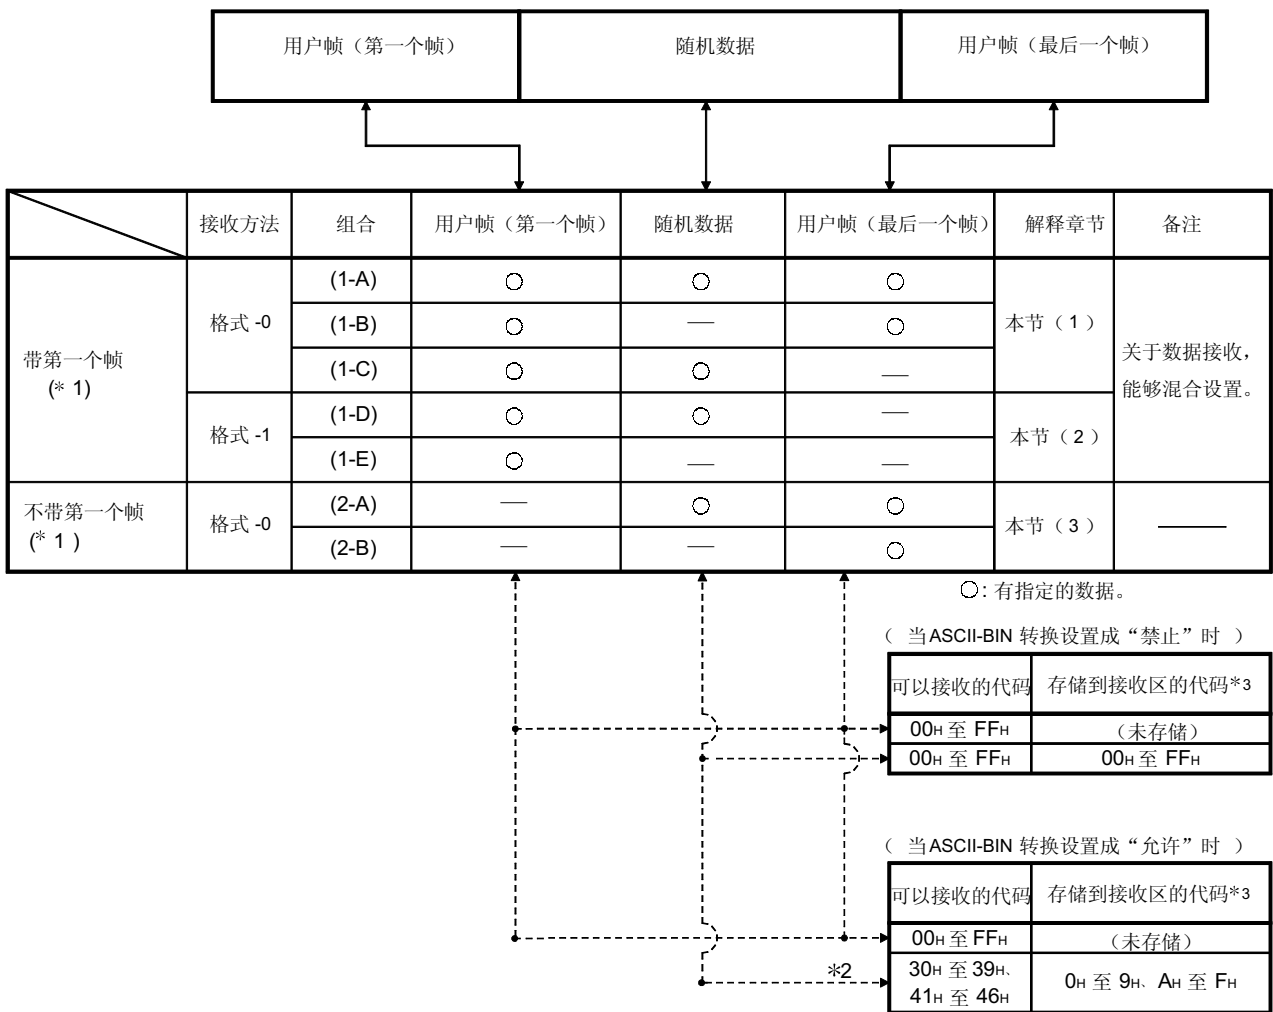 用户帧（第一个帧） 随机数据 用户帧（最后一个帧）
接收方法 组合 用户帧（第一个帧） 随机数据 用户帧（最后一个帧） 解释章节 备注
带第一个帧
(* 1)
格式 -0
(1-A) ○ ○ ○
(1-B) ○ — ○
(1-C) ○ ○ —
本节（ 1 ）
关于数据接收，
能够混合设置。
格式 -1
(1-D) ○ ○ —
(1-E) ○ — —
本节（ 2 ）
不带第一个帧
(* 1 )
格式 -0
(2-A) — ○ ○
(2-B) — — ○
本节（ 3 ）
——
○: 有指定的数据。
（ 当ASCII-BIN 转换设置成“禁止”时 ）
可以接收的代码 存储到接收区的代码*3
00H 至 FFH （未存储）
00H 至 FFH 00H 至 FFH
（ 当ASCII-BIN 转换设置成“允许”时 ）
可以接收的代码 存储到接收区的代码*3
00H 至 FFH （未存储）
*2
30H 至 39H、
41H 至 46H
0H 至 9H、AH 至 FH